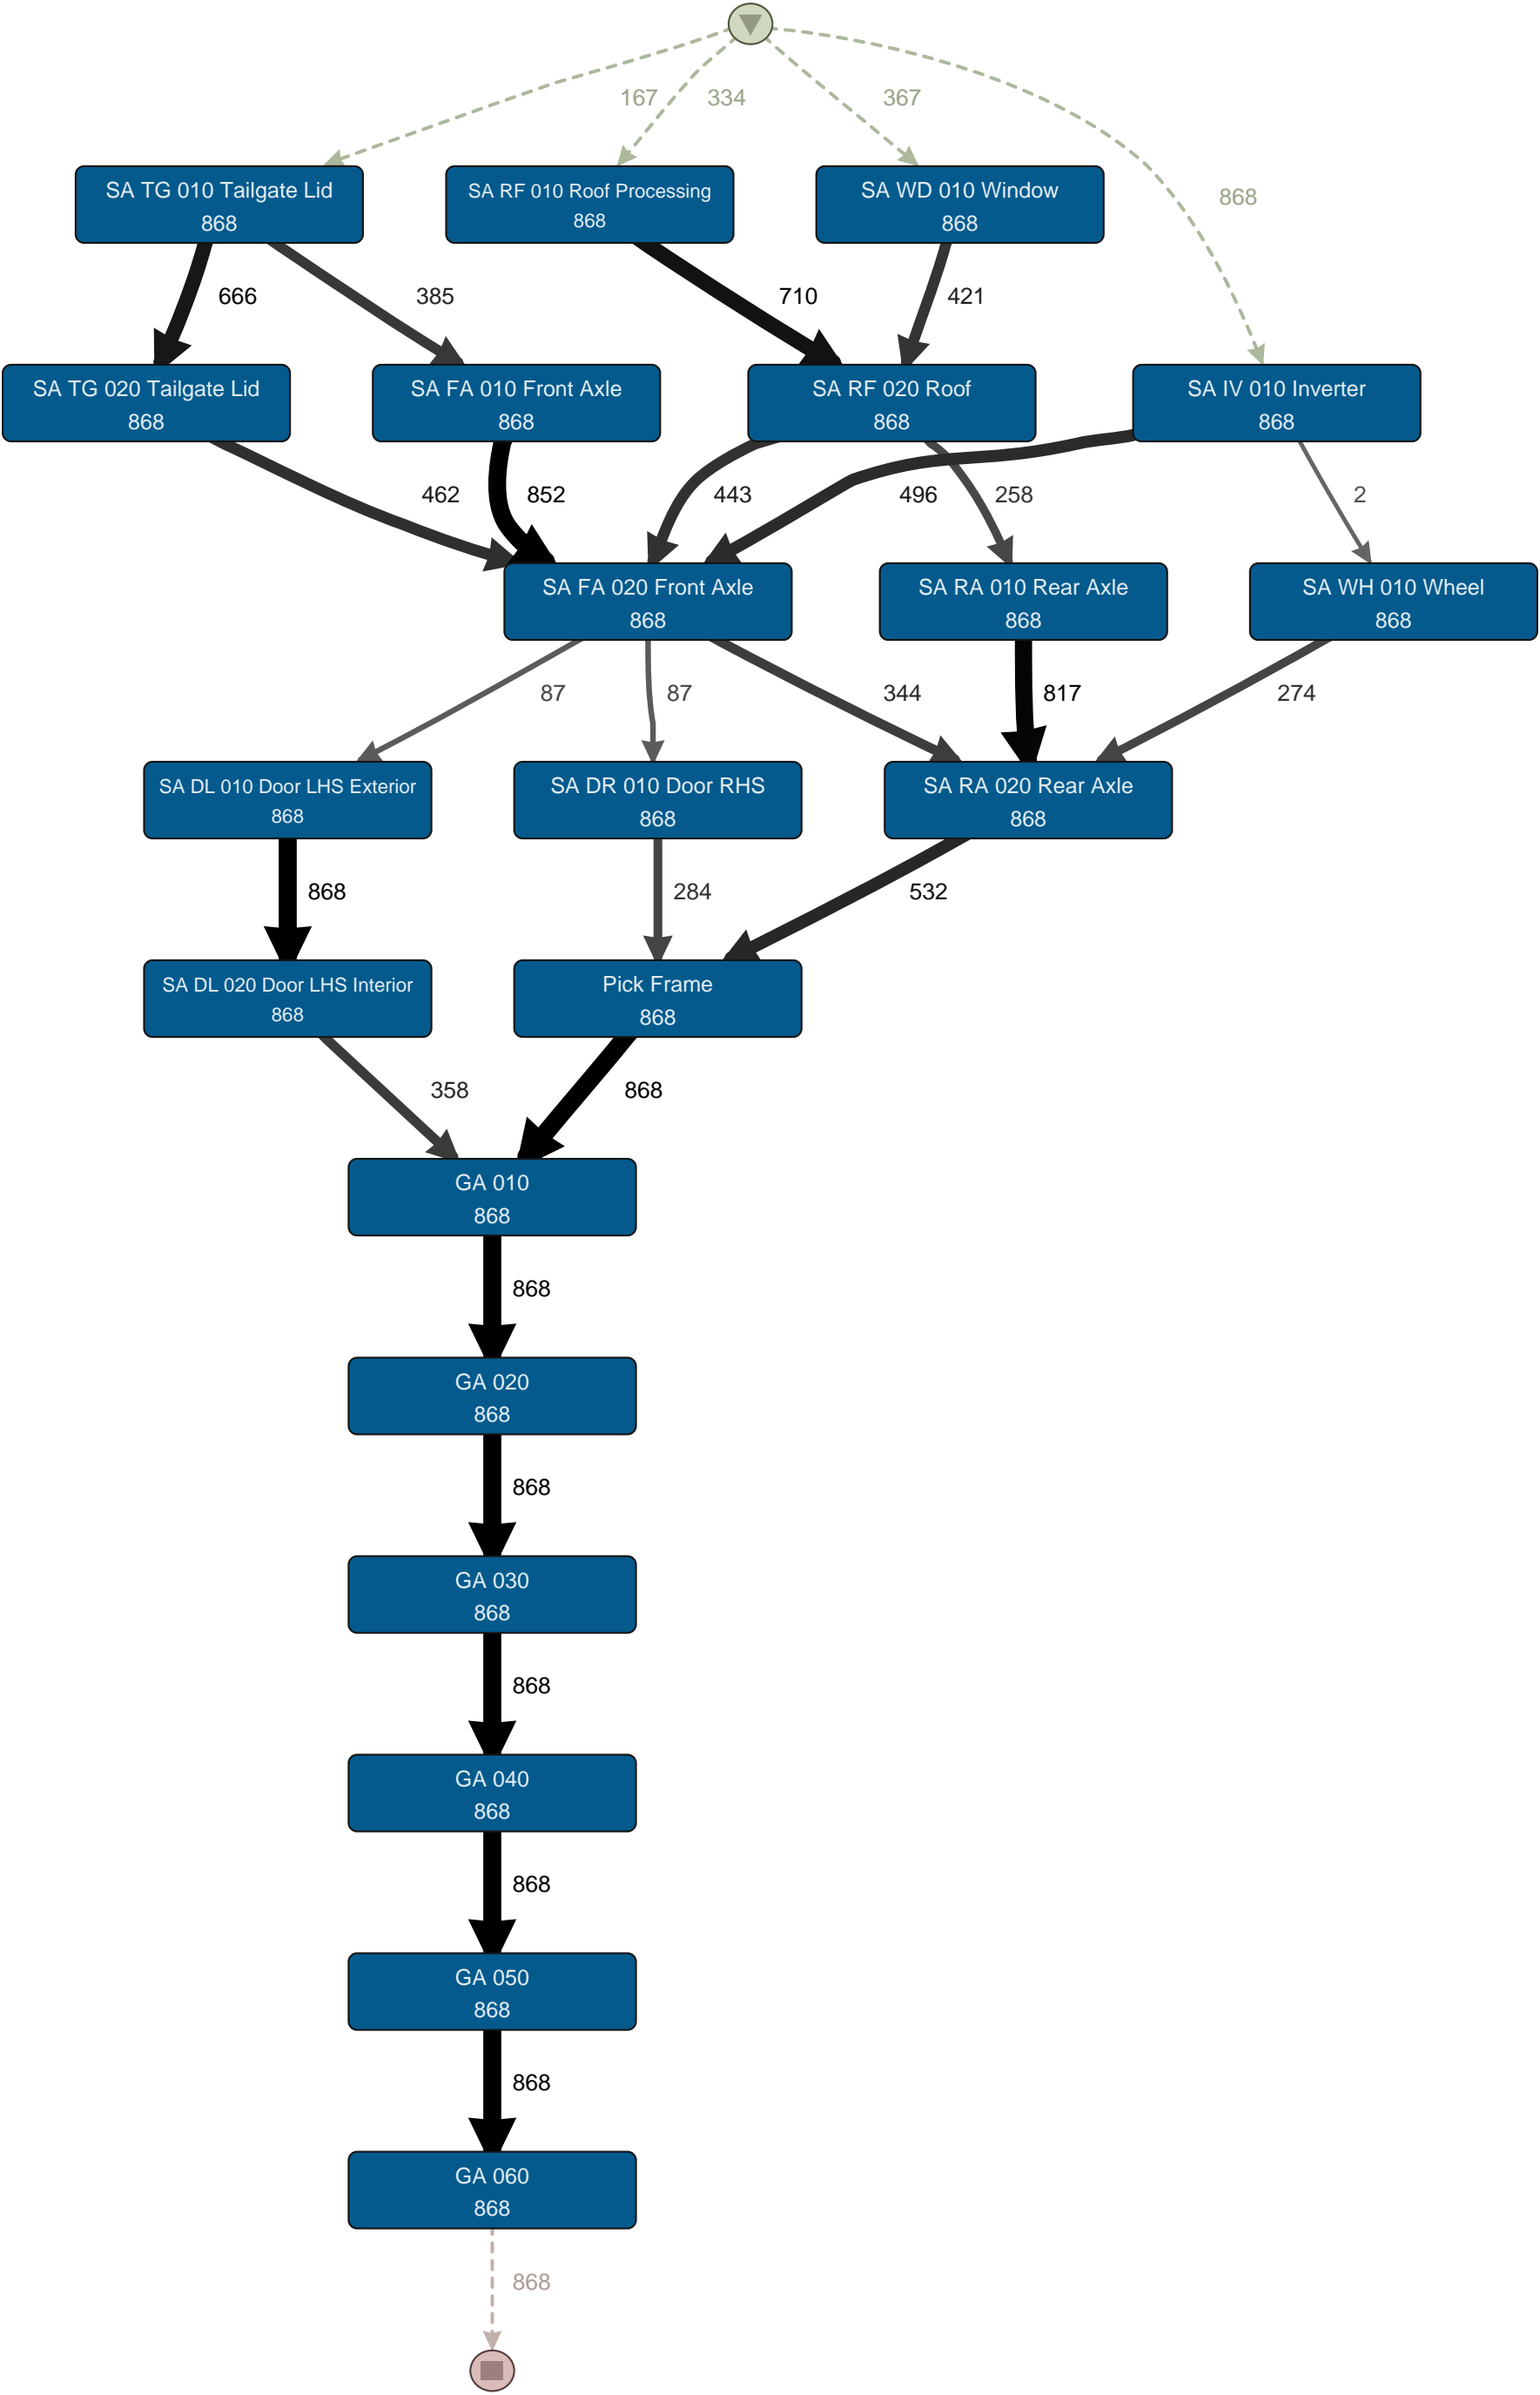 167
334
367
868
SA TG 010 Tailgate Lid
868
SA RF 010 Roof Processing
868
SA WD 010 Window
868
666
385
710
421
SA TG 020 Tailgate Lid
868
SA FA 010 Front Axle
868
SA RF 020 Roof
868
SA IV 010 Inverter
868
462
852
443
496
258
2
SA FA 020 Front Axle
868
SA RA 010 Rear Axle
868
SA WH 010 Wheel
868
87
87
344
817
274
SA DL 010 Door LHS Exterior
868
SA DR 010 Door RHS
868
SA RA 020 Rear Axle
868
868
284
532
SA DL 020 Door LHS Interior
868
Pick Frame
868
358
868
GA 010
868
868
GA 020
868
868
GA 030
868
868
GA 040
868
868
GA 050
868
868
GA 060
868
868